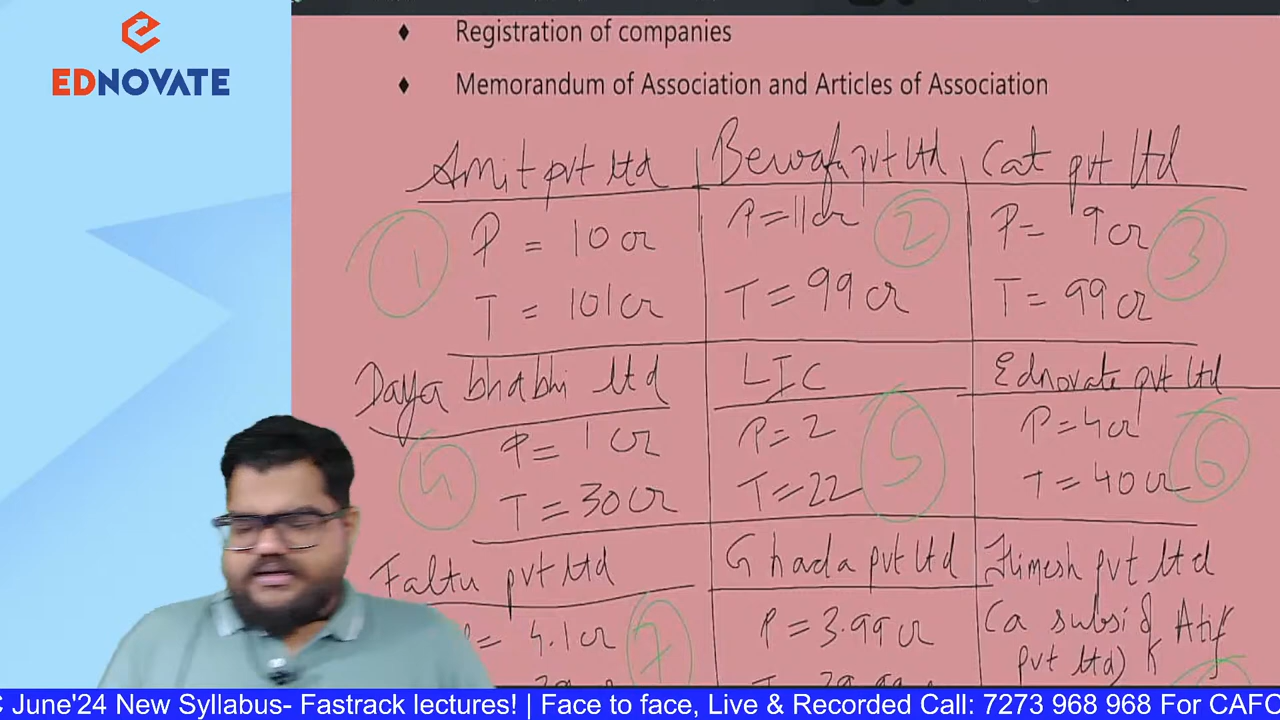 EDNOVATE
♦ Registration of companies
♦ Memorandum of Association and Articles of Association
Amit pvt ltd
Bewafa pvt ltd
Cat pvt ltd
P = 10 cr
1
P = 11 cr
2
P = 9 cr
3
T = 101 cr
T = 99 cr
T = 99 cr
Daya bhabhi ltd
LIC
Ednovate pvt ltd
P = 1 cr
4
P = 2
5
P = 4 cr
6
T = 30 cr
T = 22
T = 40 cr
Faltu pvt ltd
Ghada pvt ltd
Himesh pvt ltd
= 4.1 cr
7
P = 3.99 cr
(a subsi of Atif
pvt ltd) K
June'24 New Syllabus- Fastrack lectures! | Face to face, Live & Recorded Call: 7273 968 968 For CAFC